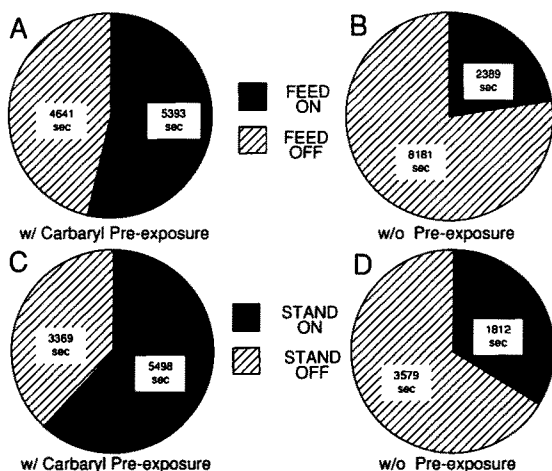 A
4641
sec
5393
sec
w/ Carbaryl Pre-exposure
FEED
ON
FEED
OFF
B
2389
sec
8181
sec
w/o Pre-exposure
C
3369
sec
5498
sec
w/ Carbaryl Pre-exposure
STAND
ON
STAND
OFF
D
1812
sec
3579
sec
w/o Pre-exposure